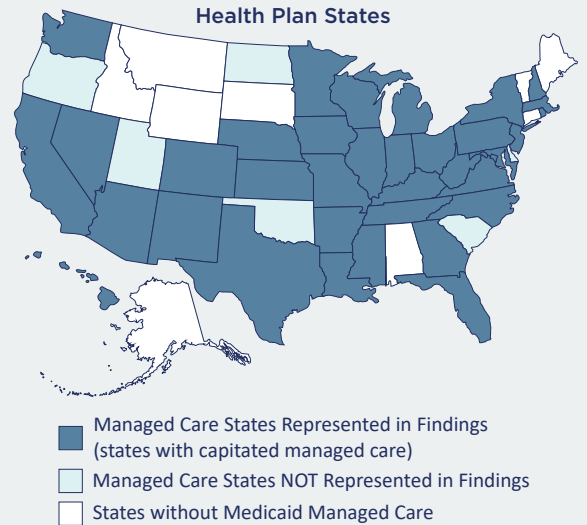 Health Plan States
Managed Care States Represented in Findings
(states with capitated managed care)
Managed Care States NOT Represented in Findings
States without Medicaid Managed Care